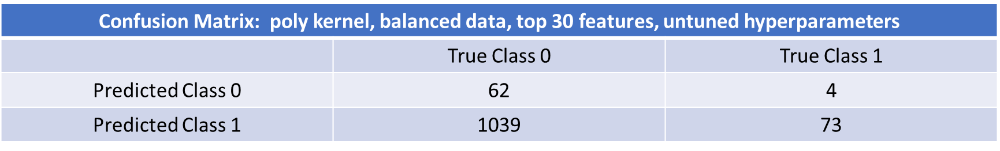 Confusion Matrix: poly kernel, balanced data, top 30 features, untuned hyperparameters
True Class 0 True Class 1
Predicted Class 0 62 4
Predicted Class 1 1039 73